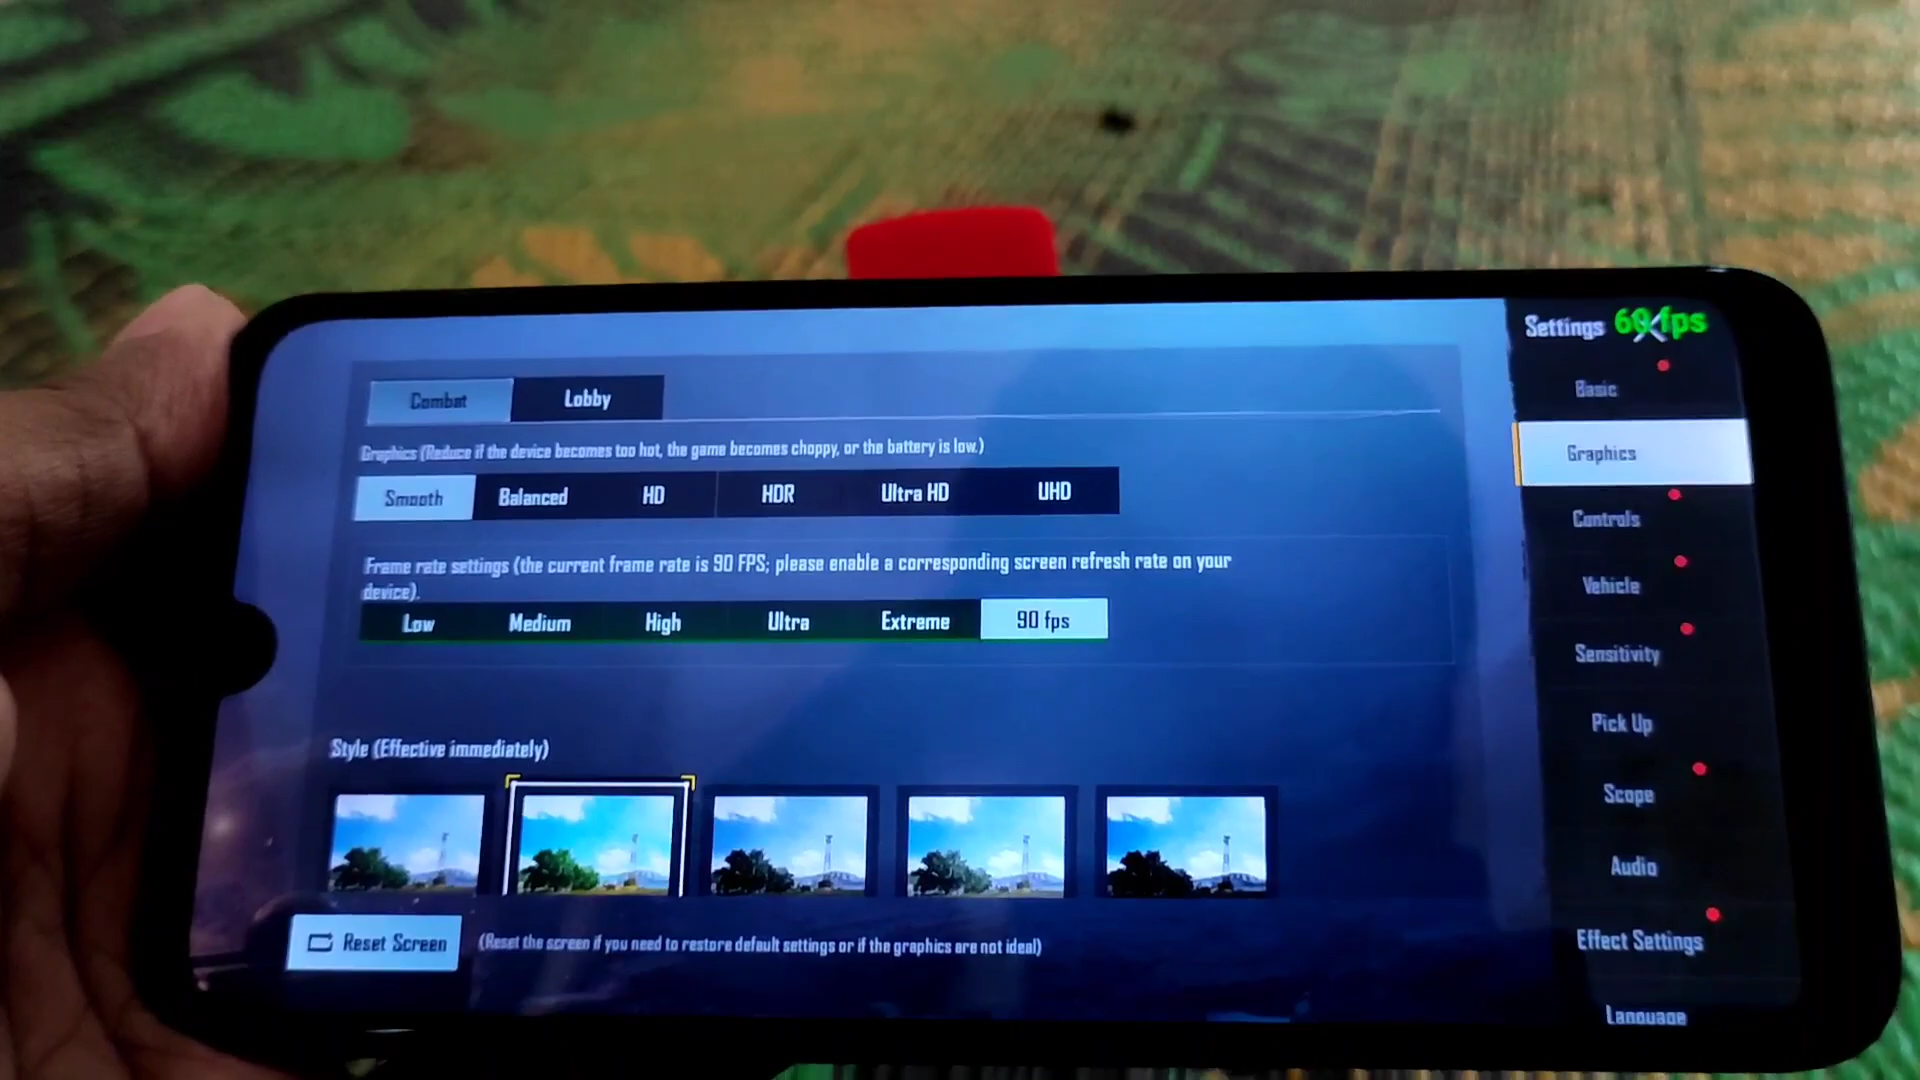 Settings 60 fps
Combat Lobby
Graphics (Reduce if the device becomes too hot, the game becomes choppy, or the battery is low.)
Smooth Balanced HD HDR Ultra HD UHD
Frame rate settings (the current frame rate is 90 FPS; please enable a corresponding screen refresh rate on your
device).
Low Medium High Ultra Extreme 90 fps
Style (Effective immediately)
Reset Screen (Reset the screen if you need to restore default settings or if the graphics are not ideal)
Basic
Graphics
Controls
Vehicle
Sensitivity
Pick Up
Scope
Audio
Effect Settings
Language